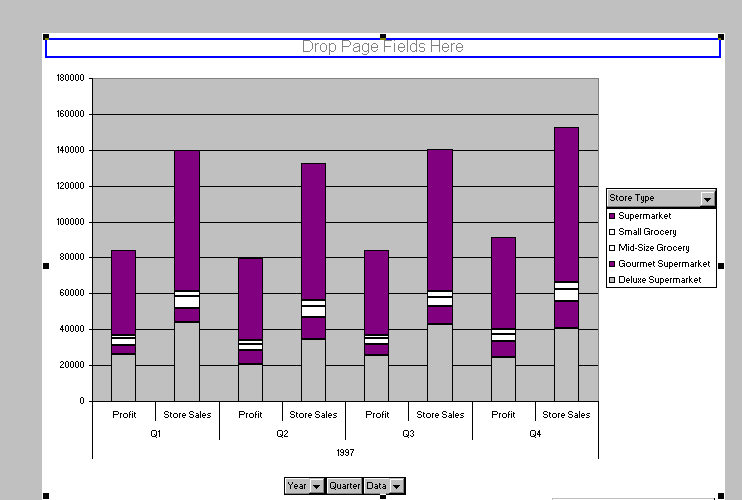 Drop Page Fields Here
180000
160000
140000
120000
100000
80000
60000
40000
20000
0
Store Type
Supermarket
Small Grocery
Mid-Size Grocery
Gourmet Supermarket
Deluxe Supermarket
Profit Store Sales Profit Store Sales Profit Store Sales Profit Store Sales
Q1 Q2 Q3 Q4
1997
Year Quarter Data